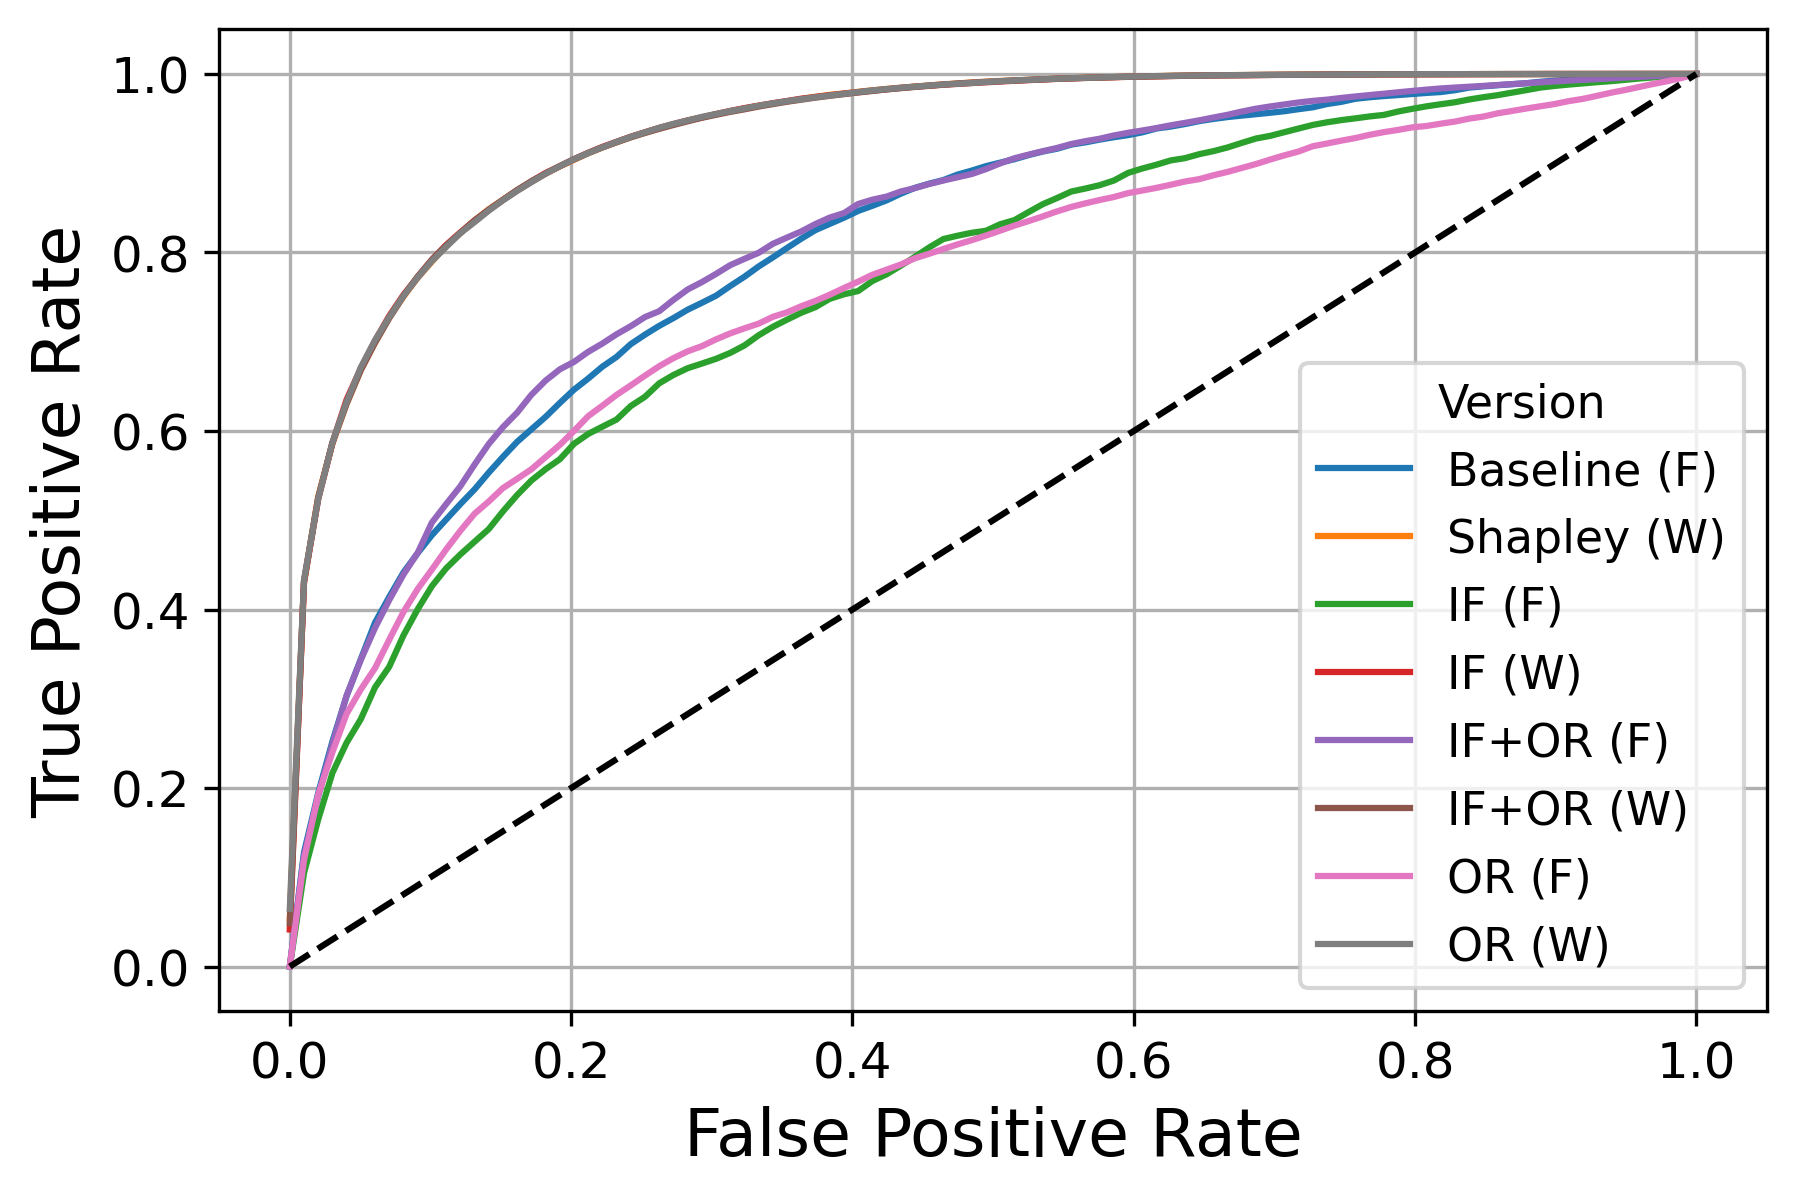 True Positive Rate
1.0
0.8
0.6
0.4
0.2
0.0
Version
Baseline (F)
Shapley (W)
IF (F)
IF (W)
IF+OR (F)
IF+OR (W)
OR (F)
OR (W)
0.0 0.2 0.4 0.6 0.8 1.0
False Positive Rate